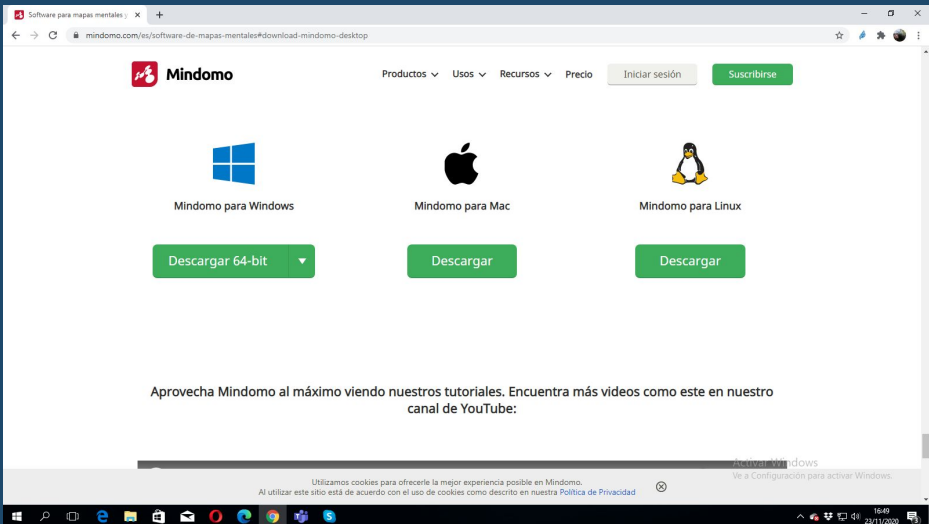 Software para mapas mentales y
mindomo.com/es/software-de-mapas-mentales#download-mindomo-desktop
Mindomo
Productos
Usos
Recursos
Precio
Iniciar sesión
Suscribirse
Mindomo para Windows
Mindomo para Mac
Mindomo para Linux
Descargar 64-bit
Descargar
Descargar
Aprovecha Mindomo al máximo viendo nuestros tutoriales. Encuentra más videos como este en nuestro
canal de YouTube:
Activar Windows
Ve a Configuración para activar Windows.
Utilizamos cookies para ofrecerle la mejor experiencia posible en Mindomo.
Al utilizar este sitio está de acuerdo con el uso de cookies como descrito en nuestra Política de Privacidad
16:49
23/11/2020